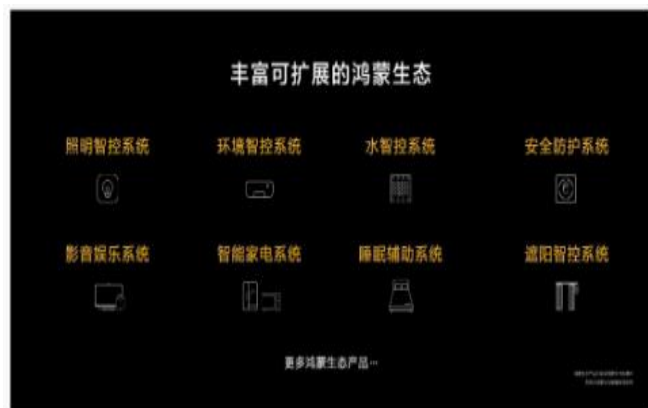 丰富可扩展的鸿蒙生态
照明智控系统 环境智控系统 水智控系统 安全防护系统
影音娱乐系统 智能家电系统 睡眠辅助系统 遮阳智控系统
更多鸿蒙生态产品…